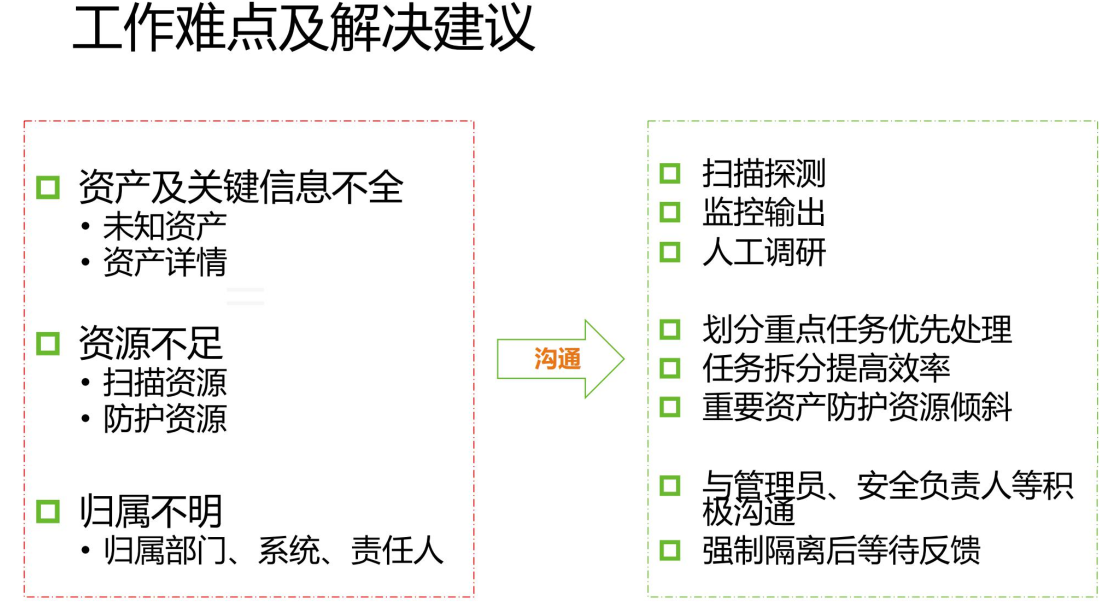 工作难点及解决建议
资产及关键信息不全
• 未知资产
• 资产详情
资源不足
• 扫描资源
• 防护资源
归属不明
• 归属部门、系统、责任人
沟通
扫描探测
监控输出
人工调研
划分重点任务优先处理
任务拆分提高效率
重要资产防护资源倾斜
与管理员、安全负责人等积
极沟通
强制隔离后等待反馈